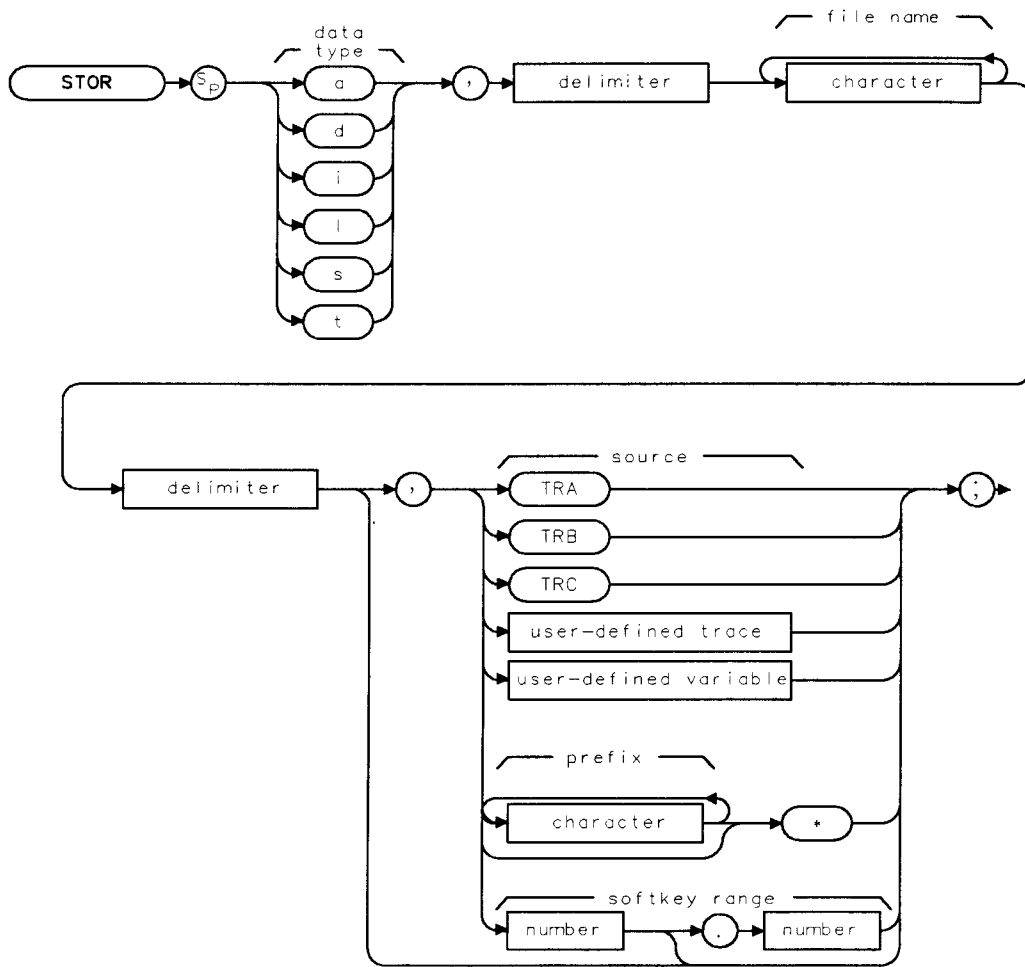 file name
data
type
STOR
SP
a
,
delimiter
character
d
i
l
s
t
source
delimiter
,
TRA
;
TRB
TRC
user-defined trace
user-defined variable
prefix
character
*
softkey range
number
.
number